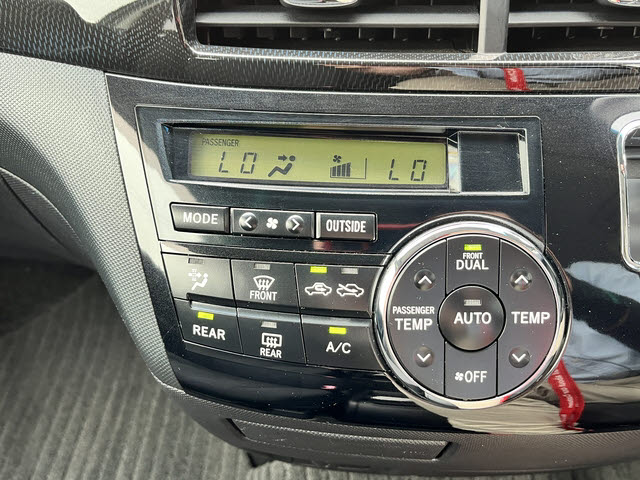 PASSENGER
LO LO
MODE OUTSIDE
FRONT
DUAL
FRONT
PASSENGER
TEMP AUTO TEMP
REAR REAR A/C
OFF